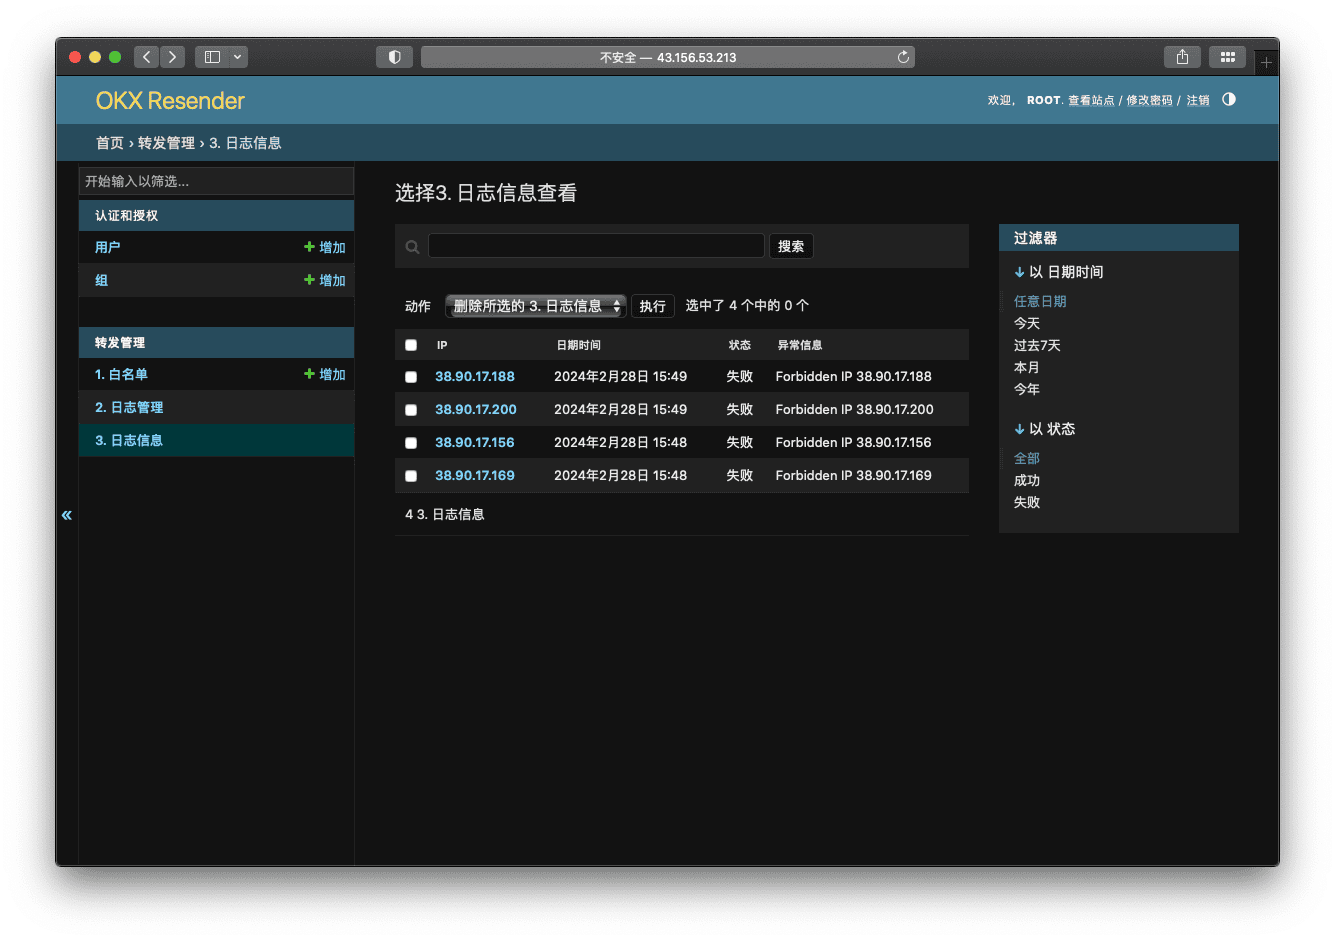 不安全 — 43.156.53.213
OKX Resender
欢迎, ROOT. 查看站点 / 修改密码 / 注销
首页 › 转发管理 › 3. 日志信息
开始输入以筛选...
认证和授权
用户 增加
组 增加
转发管理
1. 白名单 增加
2. 日志管理
3. 日志信息
«
选择3. 日志信息查看
搜索
动作 删除所选的 3. 日志信息 执行 选中了 4 个中的 0 个
IP 日期时间 状态 异常信息
38.90.17.188 2024年2月28日 15:49 失败 Forbidden IP 38.90.17.188
38.90.17.200 2024年2月28日 15:49 失败 Forbidden IP 38.90.17.200
38.90.17.156 2024年2月28日 15:48 失败 Forbidden IP 38.90.17.156
38.90.17.169 2024年2月28日 15:48 失败 Forbidden IP 38.90.17.169
4 3. 日志信息
过滤器
↓ 以 日期时间
任意日期
今天
过去7天
本月
今年
↓ 以 状态
全部
成功
失败